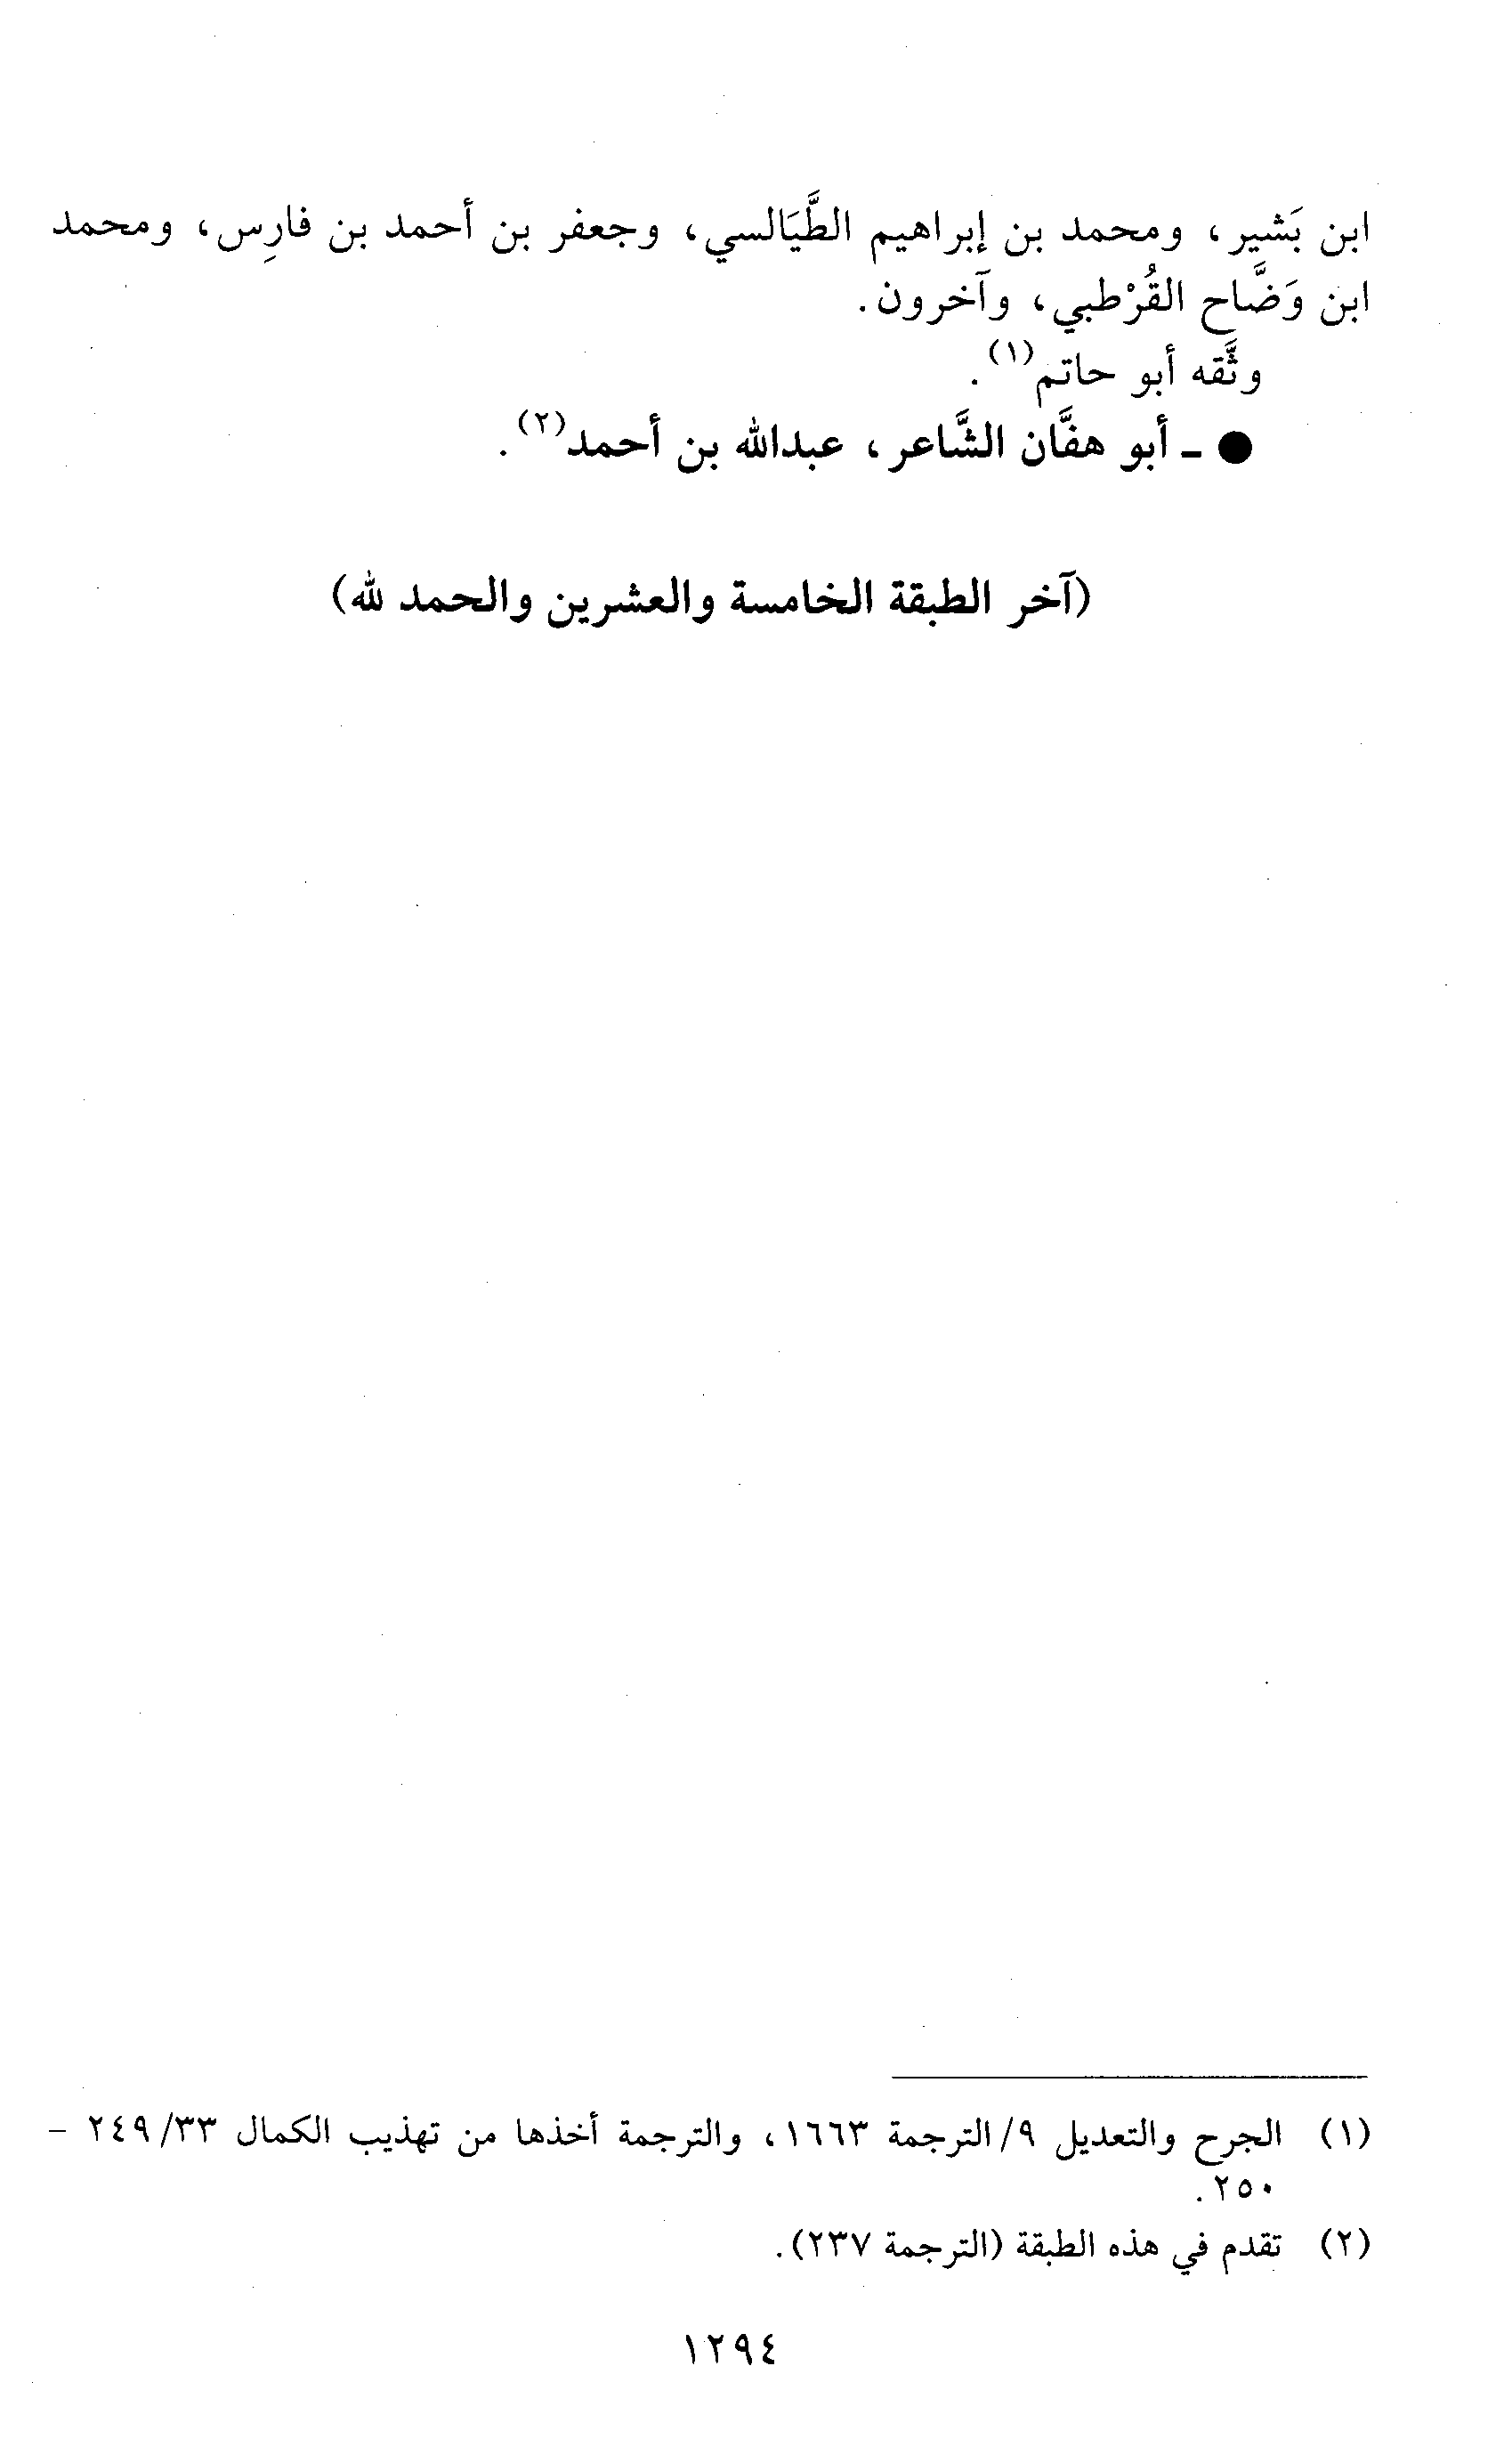 ابن بَشير، ومحمد بن إبراهيم الطَّيَالسي، وجعفر بن أحمد بن فارِس، ومحمد
ابن وَضَّاح القُرْطبي، وآخرون.
وثَّقه أبو حاتم(١).
● ـ أبو هفَّان الشَّاعر، عبدالله بن أحمد(٢).
(آخر الطبقة الخامسة والعشرين والحمد لله)
(١) الجرح والتعديل ٩/ الترجمة ١٦٦٣، والترجمة أخذها من تهذيب الكمال ٣٣/ ٢٤٩ -
٢٥٠.
(٢) تقدم في هذه الطبقة (الترجمة ٢٣٧).
١٢٩٤